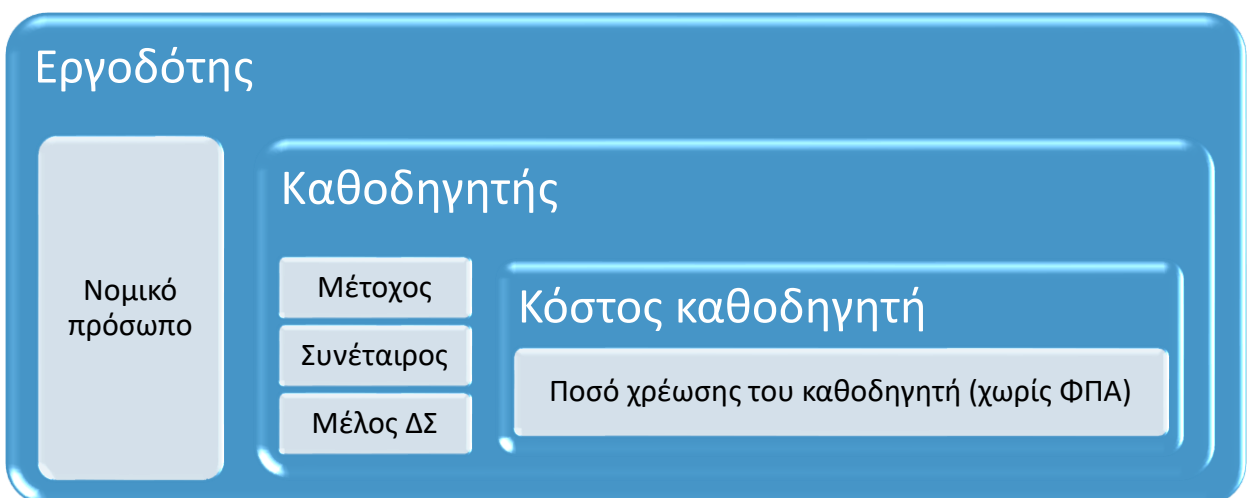 Εργοδότης
Νομικό
πρόσωπο
Καθοδηγητής
Μέτοχος
Συνέταιρος
Μέλος ΔΣ
Κόστος καθοδηγητή
Ποσό χρέωσης του καθοδηγητή (χωρίς ΦΠΑ)